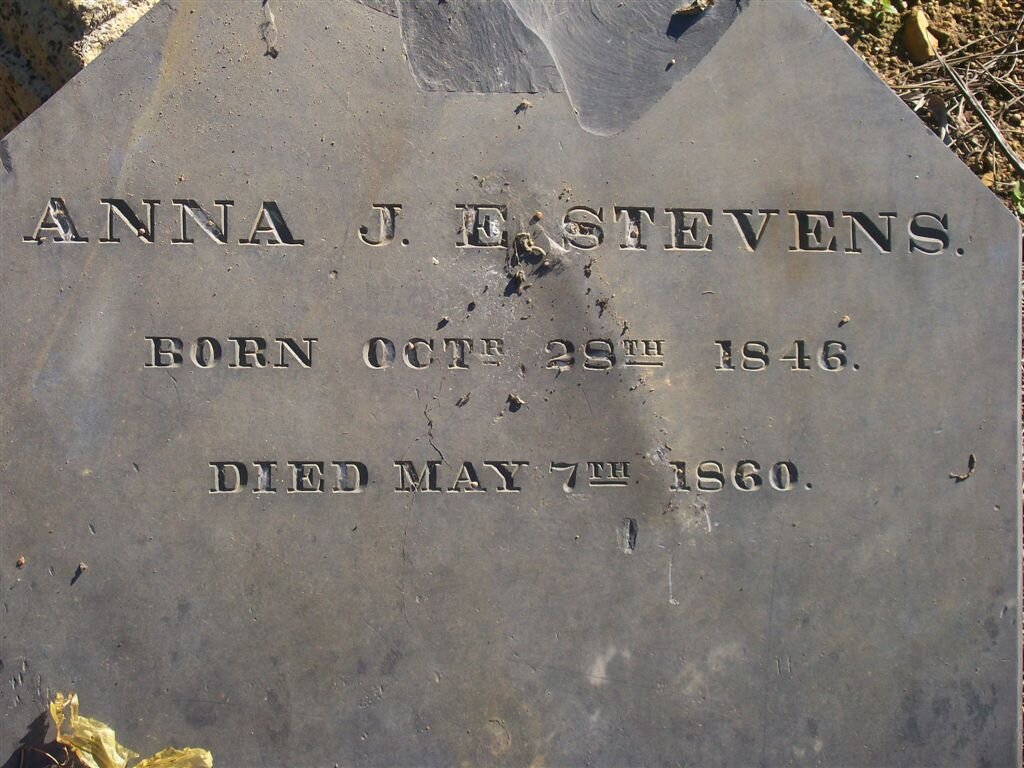 ANNA J. E STEVENS.
BORN OCTR 28TH 1846.
DIED MAY 7TH 1860.